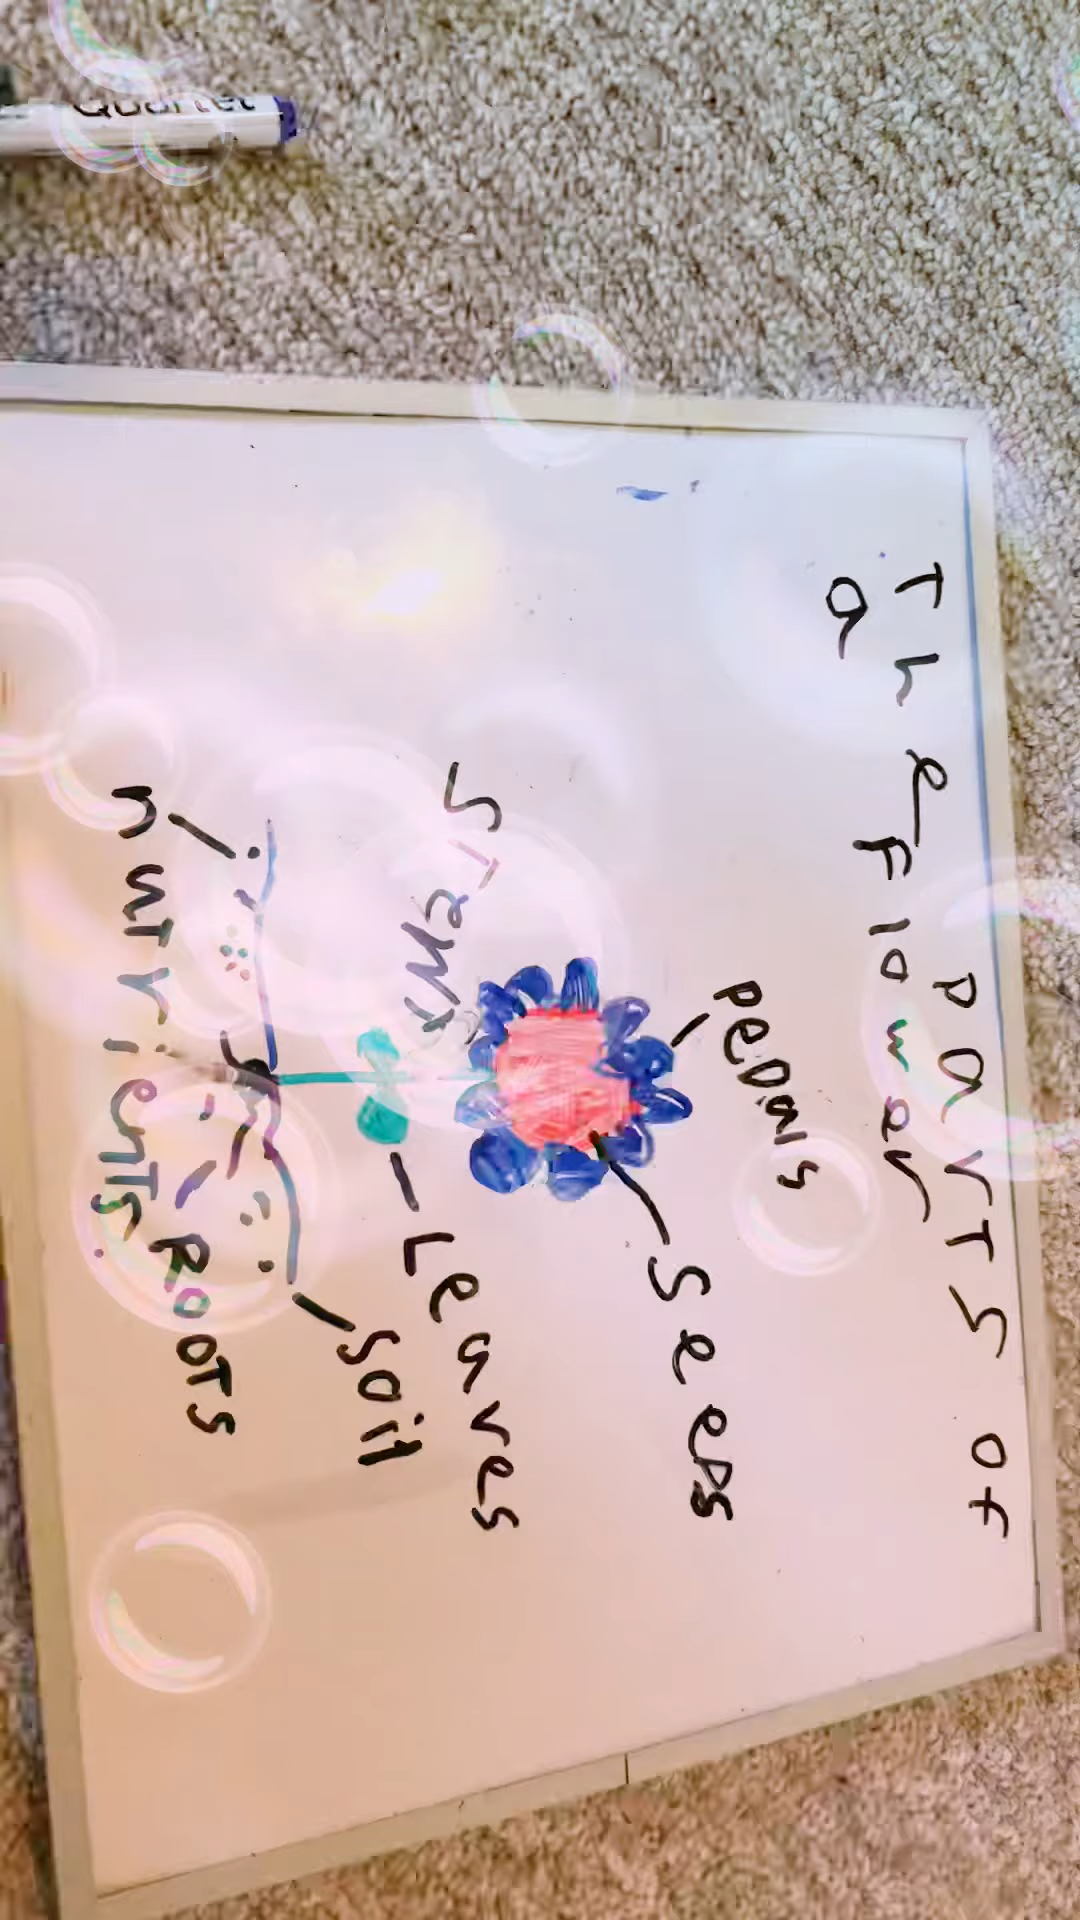 The parts of
a Flower
pedals
Seeds
Stem
Leaves
Soil
Roots
nutrients.
Quartet